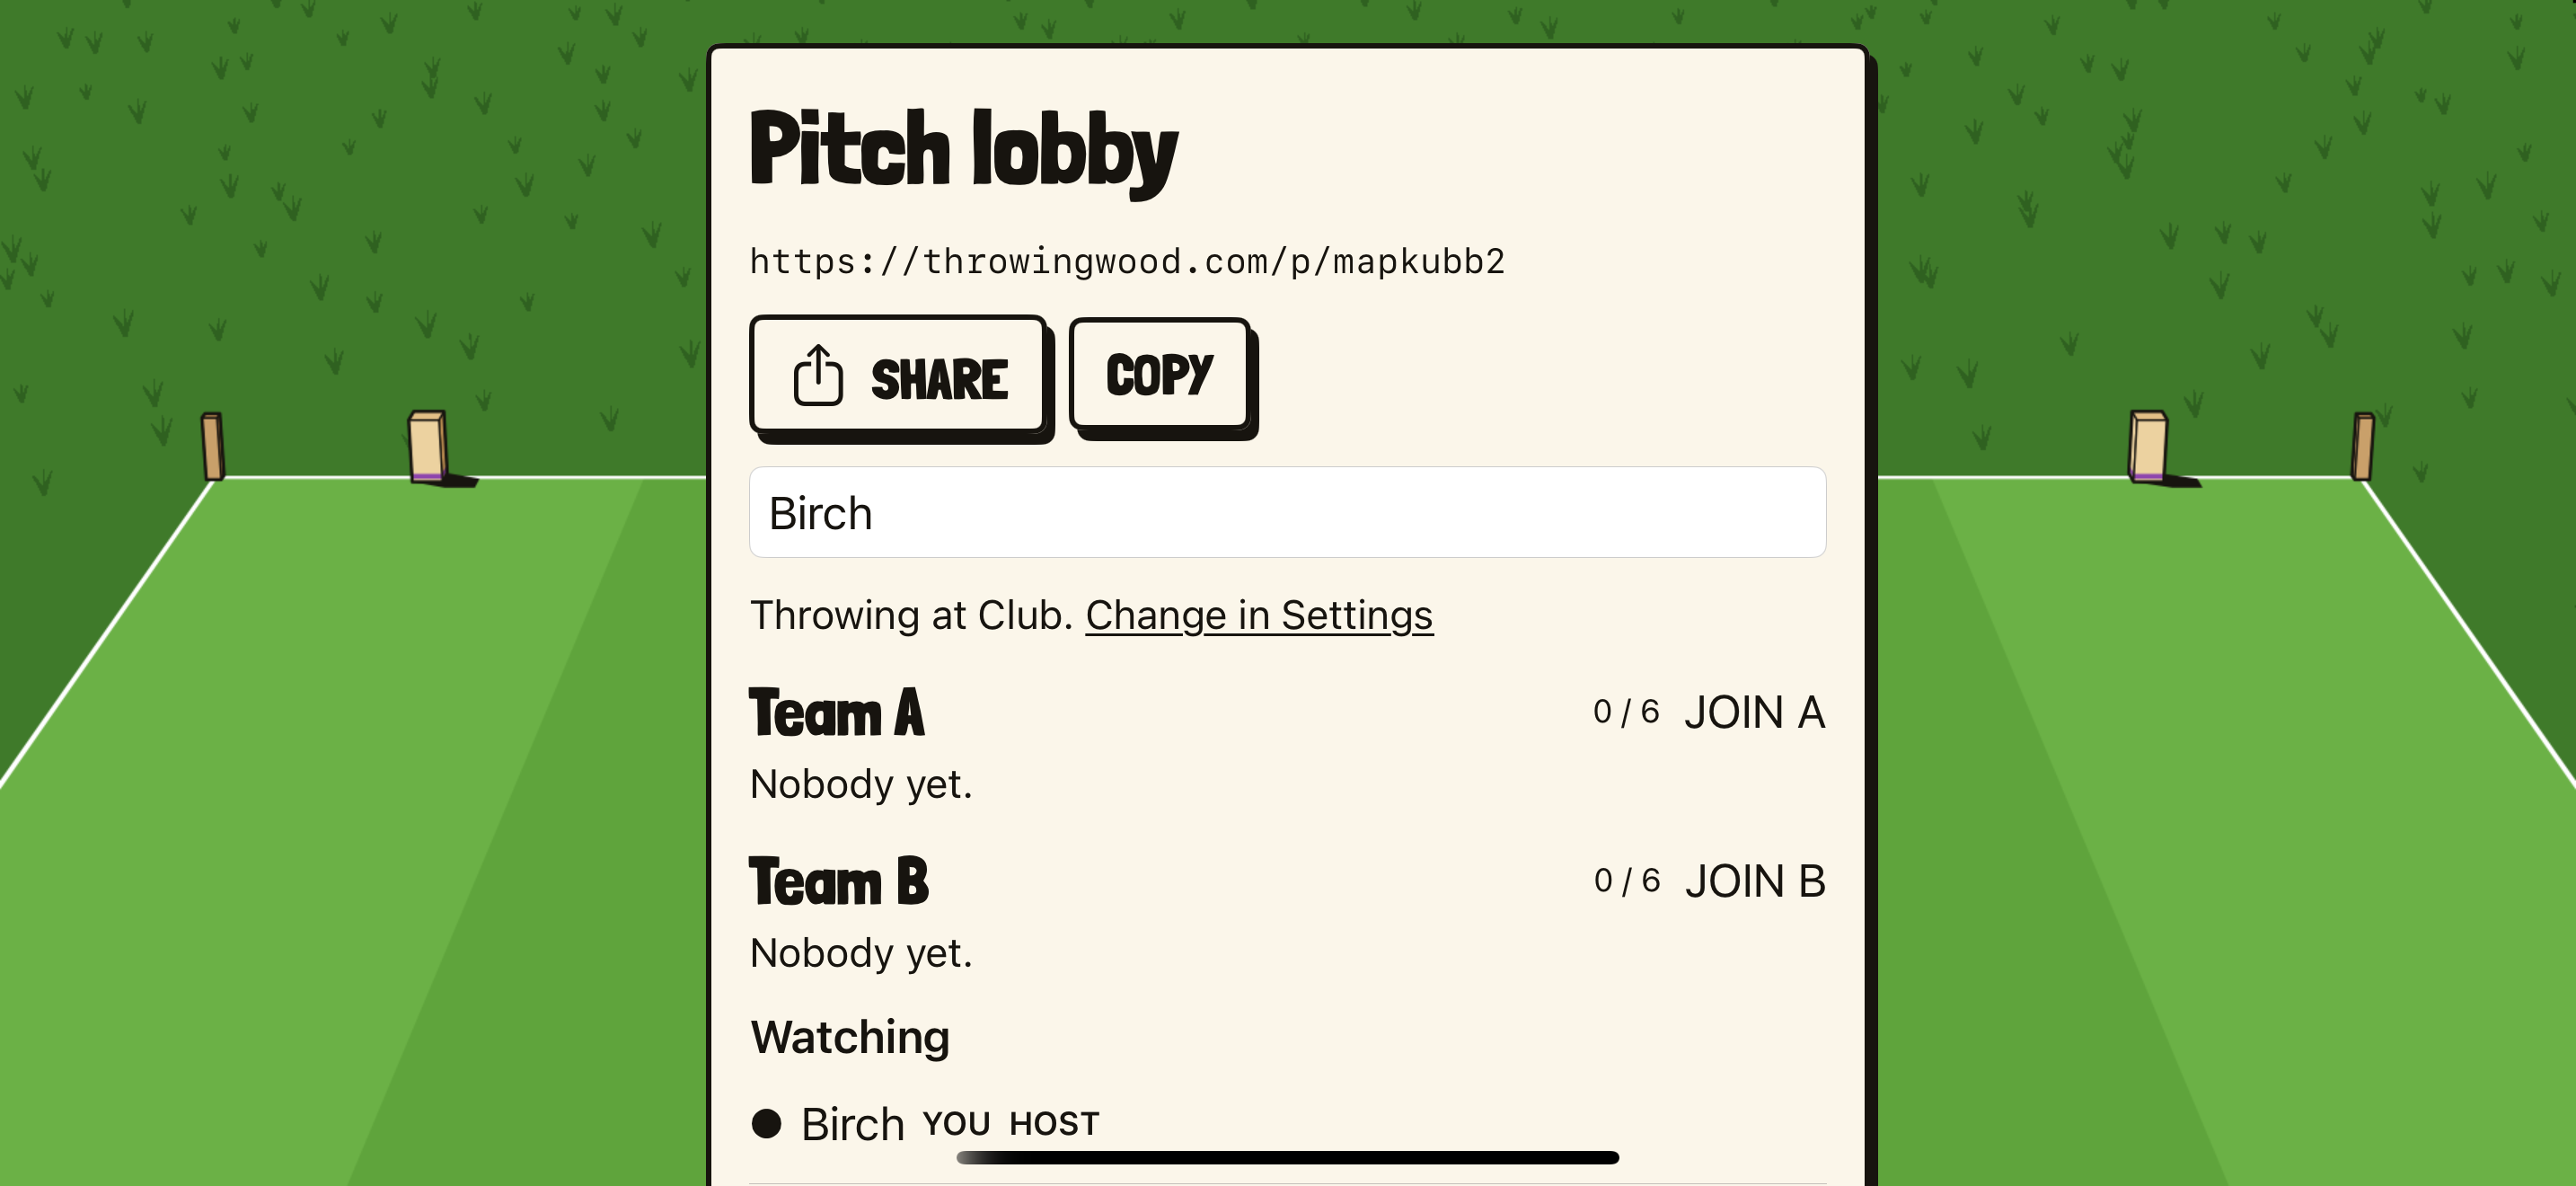 Pitch lobby
https://throwingwood.com/p/mapkubb2
SHARE COPY
Birch
Throwing at Club. Change in Settings
Team A 0 / 6 JOIN A
Nobody yet.
Team B 0 / 6 JOIN B
Nobody yet.
Watching
Birch YOU HOST